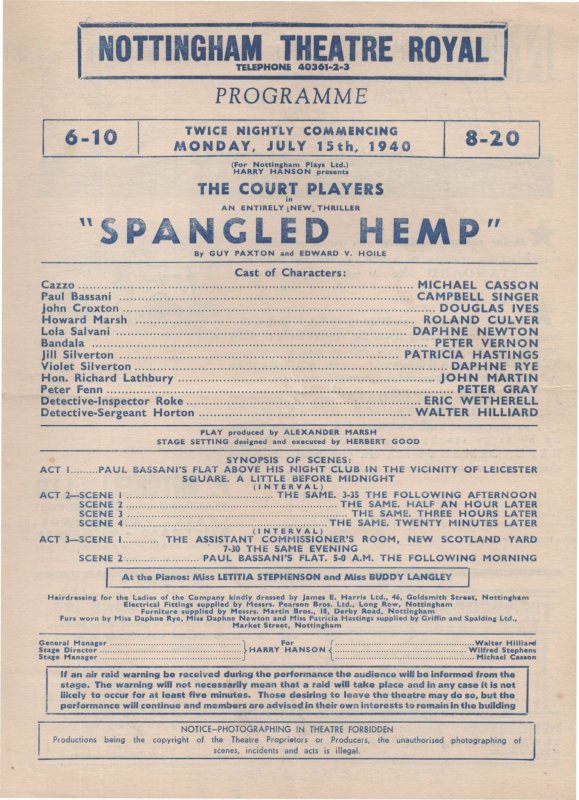 NOTTINGHAM THEATRE ROYAL
TELEPHONE 40361-2-3
PROGRAMME
6-10
TWICE NIGHTLY COMMENCING
MONDAY, JULY 15th, 1940
8-20
(For Nottingham Plays Ltd.)
HARRY HANSON presents
THE COURT PLAYERS
in
AN ENTIRELY NEW THRILLER
"SPANGLED HEMP"
By GUY PAXTON and EDWARD V. HOILE
Cast of Characters:
Cazzo ........ MICHAEL CASSON
Paul Bassani ........ CAMPBELL SINGER
John Croxton ........ DOUGLAS IVES
Howard Marsh ........ ROLAND CULVER
Lola Salvani ........ DAPHNE NEWTON
Bandala ........ PETER VERNON
Jill Silverton ........ PATRICIA HASTINGS
Violet Silverton ........ DAPHNE RYE
Hon. Richard Lathbury ........ JOHN MARTIN
Peter Fenn ........ PETER GRAY
Detective-Inspector Roke ........ ERIC WETHERELL
Detective-Sergeant Horton ........ WALTER HILLIARD
PLAY produced by ALEXANDER MARSH
STAGE SETTING designed and executed by HERBERT GOOD
SYNOPSIS OF SCENES:
ACT 1........PAUL BASSANI'S FLAT ABOVE HIS NIGHT CLUB IN THE VICINITY OF LEICESTER
SQUARE. A LITTLE BEFORE MIDNIGHT
(INTERVAL)
ACT 2—SCENE 1 ........ THE SAME. 3-35 THE FOLLOWING AFTERNOON
SCENE 2 ........ THE SAME. HALF AN HOUR LATER
SCENE 3 ........ THE SAME. THREE HOURS LATER
SCENE 4 ........ THE SAME. TWENTY MINUTES LATER
(INTERVAL)
ACT 3—SCENE 1........ THE ASSISTANT COMMISSIONER'S ROOM, NEW SCOTLAND YARD
7-30 THE SAME EVENING
SCENE 2 ........ PAUL BASSANI'S FLAT. 5-0 A.M. THE FOLLOWING MORNING
At the Pianos: Miss LETITIA STEPHENSON and Miss BUDDY LANGLEY
Hairdressing for the Ladies of the Company kindly dressed by James E. Harris Ltd., 46, Goldsmith Street, Nottingham
Electrical Fittings supplied by Messrs. Pearson Bros. Ltd., Long Row, Nottingham
Furniture supplied by Messrs. Martin Bros., 18, Derby Road, Nottingham
Furs worn by Miss Daphne Rye, Miss Daphne Newton and Miss Patricia Hastings supplied by Griffin and Spalding Ltd.,
Market Street, Nottingham
General Manager ........ For ........ Walter Hilliard
Stage Director ........ HARRY HANSON ........ Wilfred Stephens
Stage Manager ........ Michael Casson
If an air raid warning be received during the performance the audience will be informed from the
stage. The warning will not necessarily mean that a raid will take place and in any case it is not
likely to occur for at least five minutes. Those desiring to leave the theatre may do so, but the
performance will continue and members are advised in their own interests to remain in the building
NOTICE—PHOTOGRAPHING IN THEATRE FORBIDDEN
Productions being the copyright of the Theatre Proprietors or Producers, the unauthorised photographing of
scenes, incidents and acts is illegal.